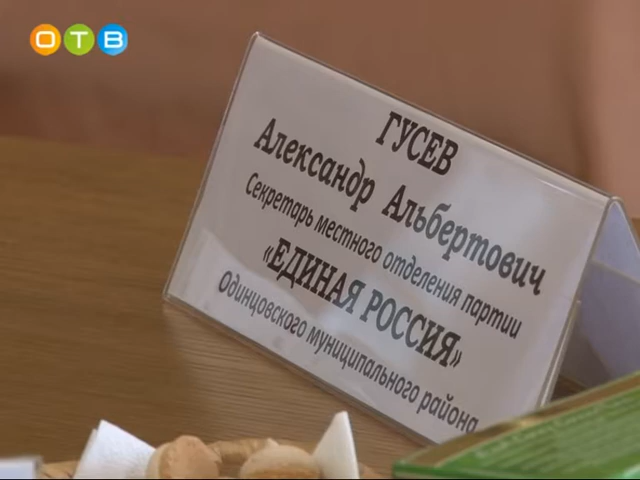 ОТВ
ГУСЕВ
Александр Альбертович
Секретарь местного отделения партии
«ЕДИНАЯ РОССИЯ»
Одинцовского муниципального района